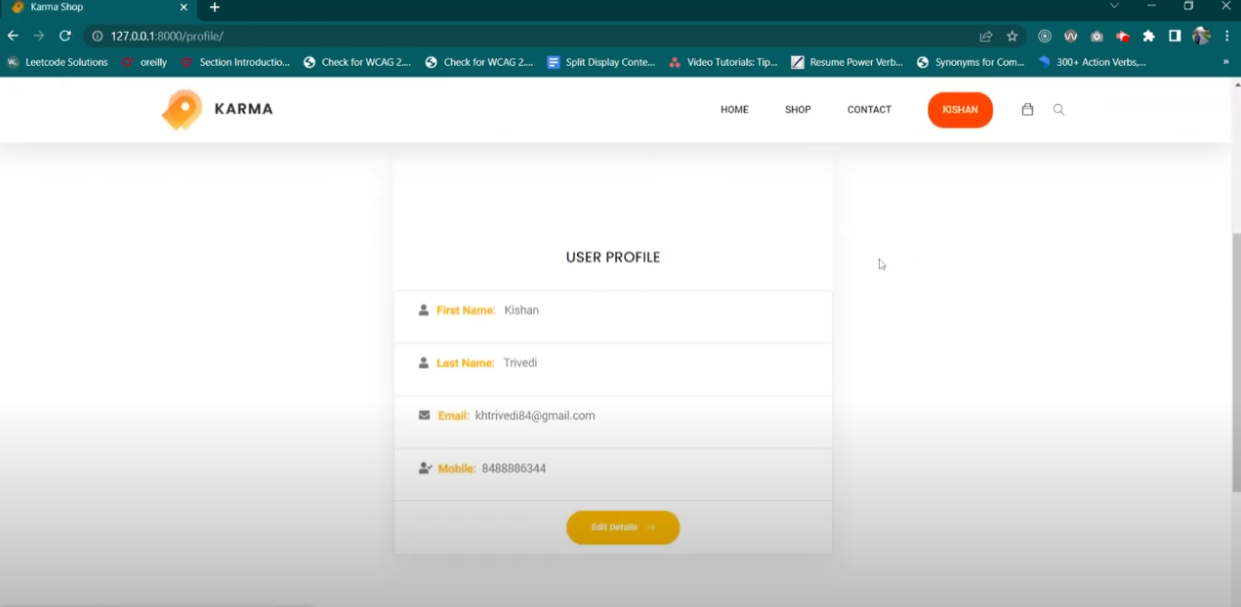 Karma Shop
127.0.0.1:8000/profile/
Leetcode Solutions oreilly Section Introductio... Check for WCAG 2.... Check for WCAG 2.... Split Display Conte... Video Tutorials: Tip... Resume Power Verb... Synonyms for Com... 300+ Action Verbs,... »
KARMA HOME SHOP CONTACT KISHAN
USER PROFILE
First Name: Kishan
Last Name: Trivedi
Email: khtrivedi84@gmail.com
Mobile: 8488886344
Edit Details →